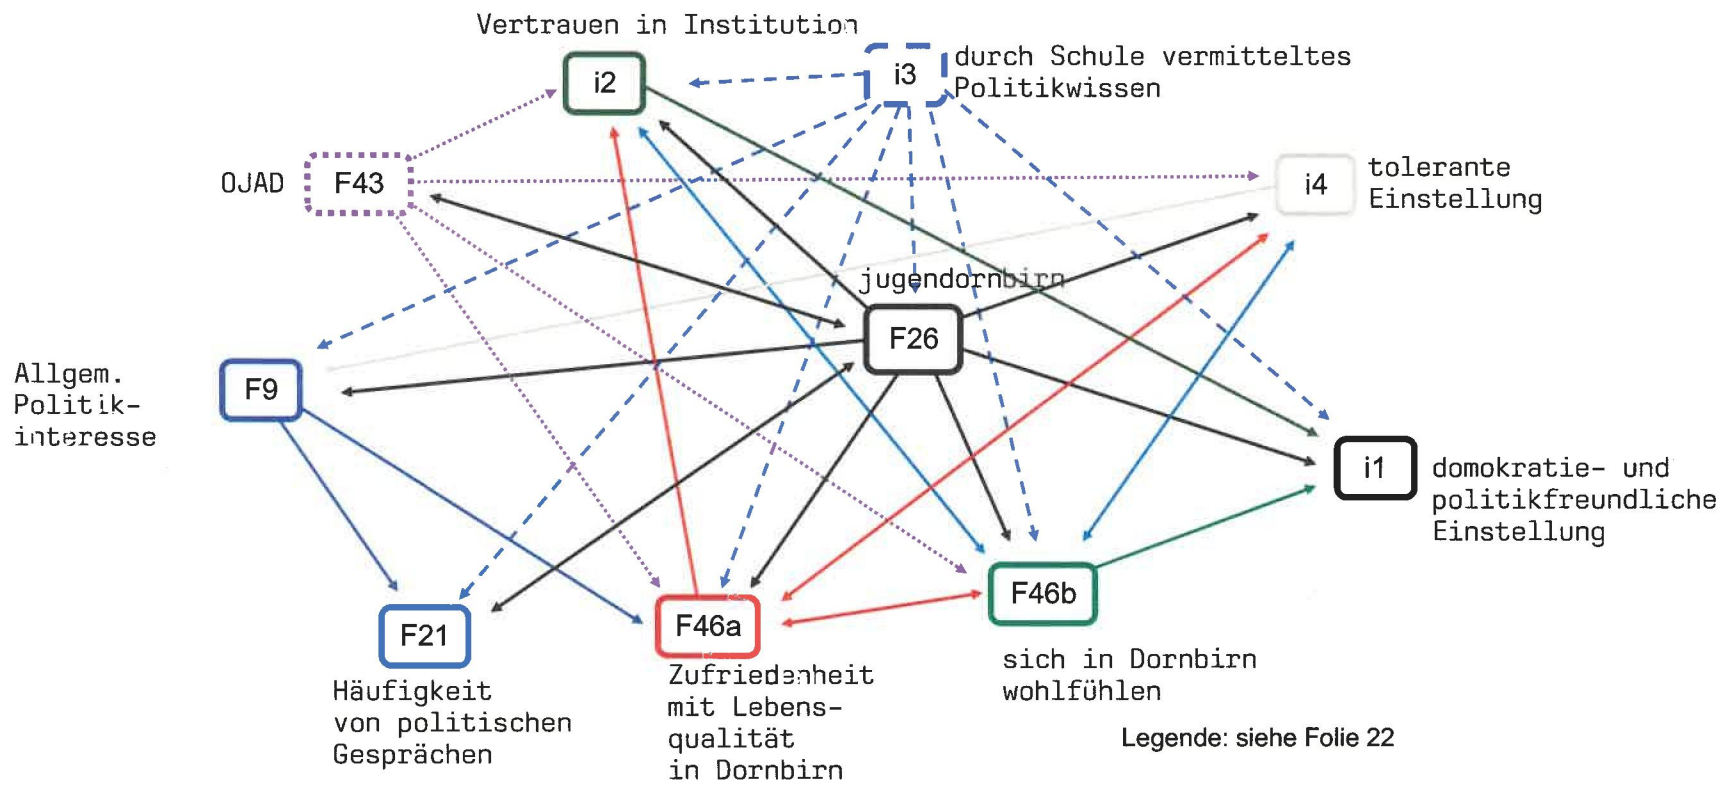 Vertrauen in Institution
i2
i3
durch Schule vermitteltes
Politikwissen
OJAD
F43
i4
tolerante
Einstellung
jugendornbirn
F26
Allgem.
Politik-
interesse
F9
i1
domokratie- und
politikfreundliche
Einstellung
F21
F46a
F46b
Häufigkeit
von politischen
Gesprächen
Zufriedenheit
mit Lebens-
qualität
in Dornbirn
sich in Dornbirn
wohlfühlen
Legende: siehe Folie 22